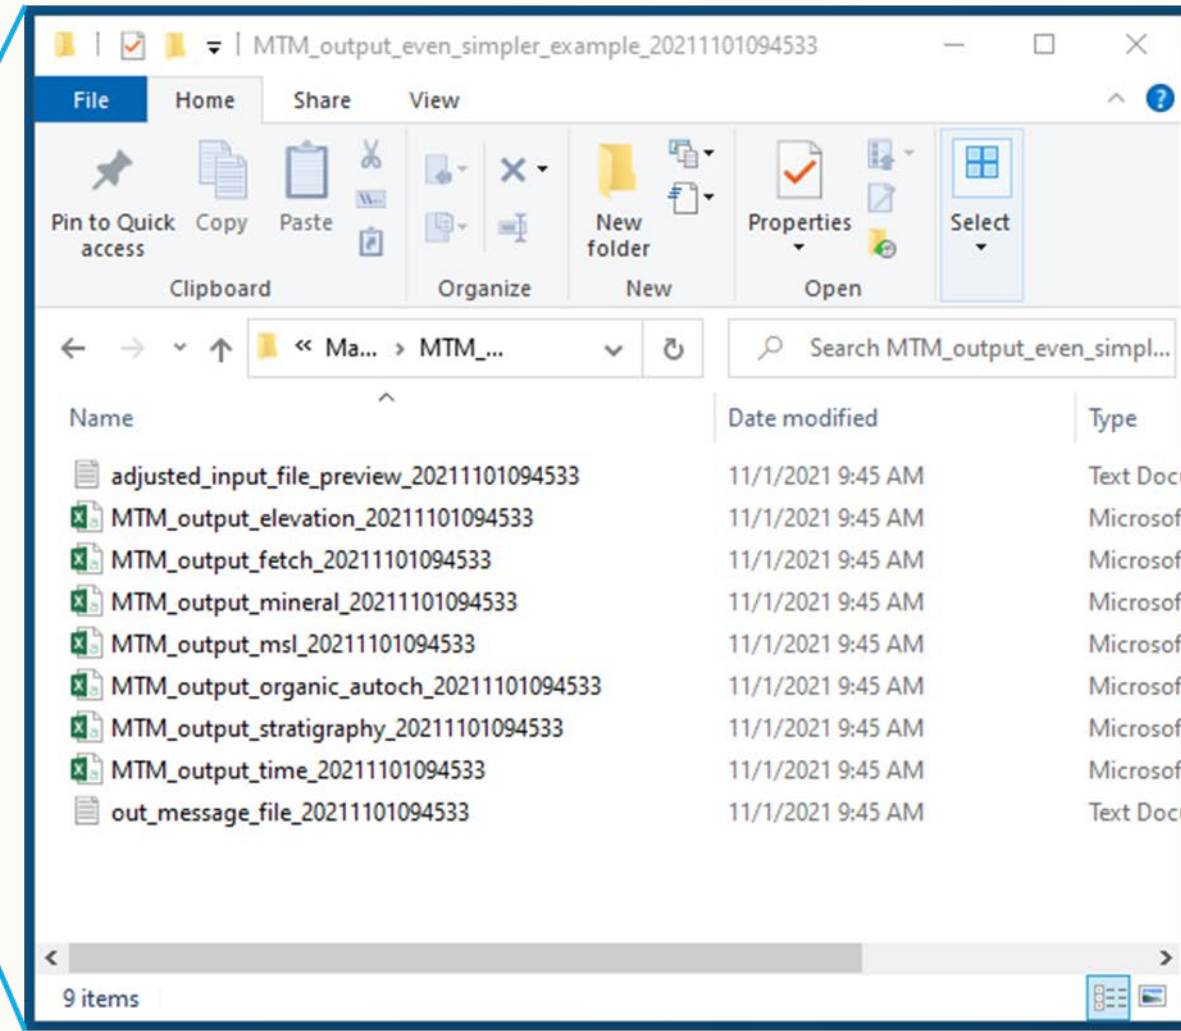 MTM_output_even_simpler_example_20211101094533
File Home Share View
Pin to Quick access Copy Paste New folder Properties Select
Clipboard Organize New Open
« Ma... > MTM_... Search MTM_output_even_simpl...
Name Date modified Type
adjusted_input_file_preview_20211101094533 11/1/2021 9:45 AM Text Doc
MTM_output_elevation_20211101094533 11/1/2021 9:45 AM Microsof
MTM_output_fetch_20211101094533 11/1/2021 9:45 AM Microsof
MTM_output_mineral_20211101094533 11/1/2021 9:45 AM Microsof
MTM_output_msl_20211101094533 11/1/2021 9:45 AM Microsof
MTM_output_organic_autoch_20211101094533 11/1/2021 9:45 AM Microsof
MTM_output_stratigraphy_20211101094533 11/1/2021 9:45 AM Microsof
MTM_output_time_20211101094533 11/1/2021 9:45 AM Microsof
out_message_file_20211101094533 11/1/2021 9:45 AM Text Doc
9 items